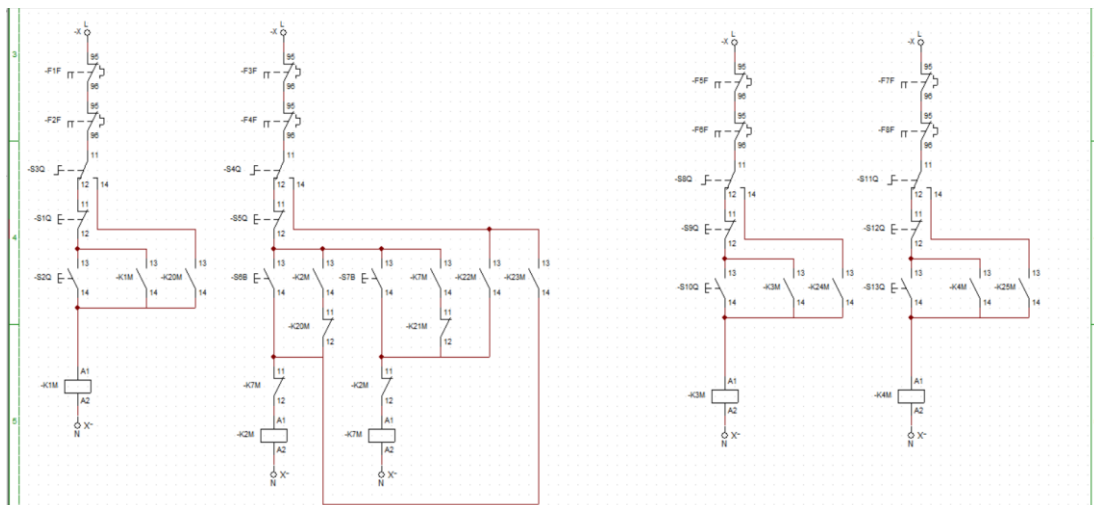 3
4
5
L
-X
-F1F
95
96
-F2F
95
96
-S3Q
11
12
14
-S1Q
11
12
-S2Q
13
14
-K1M
13
14
-K20M
13
14
-K1M
A1
A2
X~
N
L
-X
-F3F
95
96
-F4F
95
96
-S4Q
11
12
14
-S5Q
11
12
-S6B
13
14
-K2M
13
14
-S7B
13
14
-K7M
13
14
-K22M
13
14
-K23M
13
14
-K20M
11
12
-K21M
11
12
-K7M
11
12
-K2M
11
12
-K2M
A1
A2
X~
N
-K7M
A1
A2
X~
N
L
-X
-F5F
95
96
-F6F
95
96
-S8Q
11
12
14
-S9Q
11
12
-S10Q
13
14
-K3M
13
14
-K24M
13
14
-K3M
A1
A2
X~
N
L
-X
-F7F
95
96
-F8F
95
96
-S11Q
11
12
14
-S12Q
11
12
-S13Q
13
14
-K4M
13
14
-K25M
13
14
-K4M
A1
A2
X~
N